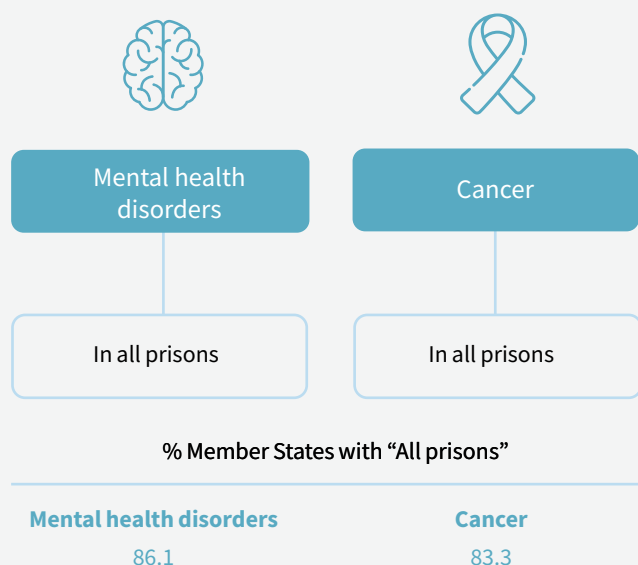 Mental health
disorders
Cancer
In all prisons
In all prisons
% Member States with “All prisons”
Mental health disorders
Cancer
86.1
83.3